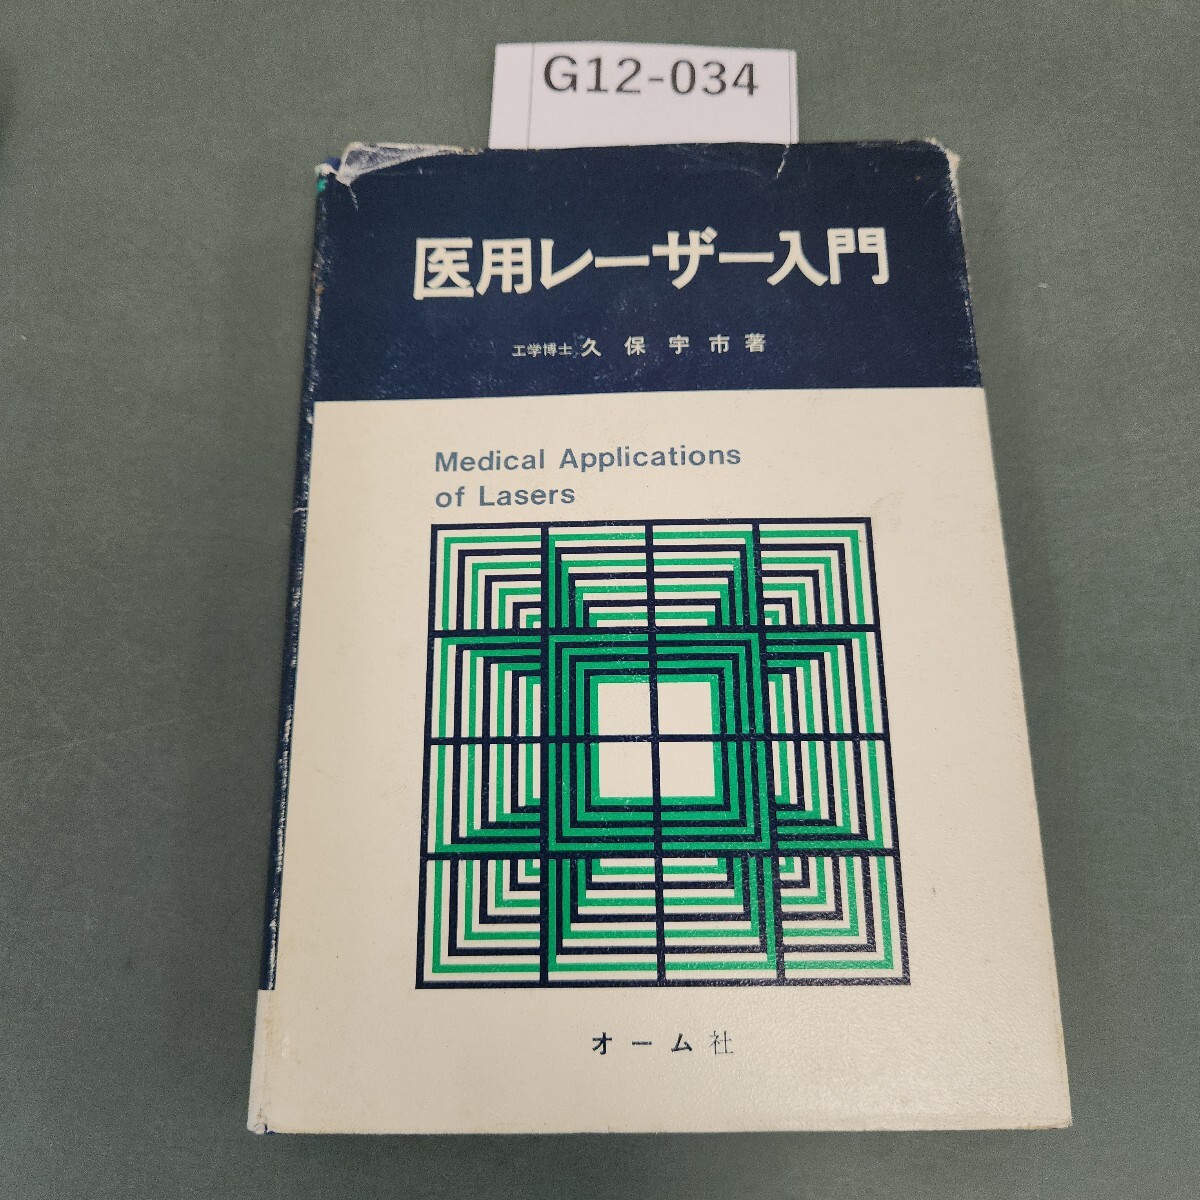 G12-034
医用レーザー入門
工学博士 久保宇市著
Medical Applications
of Lasers
オーム社